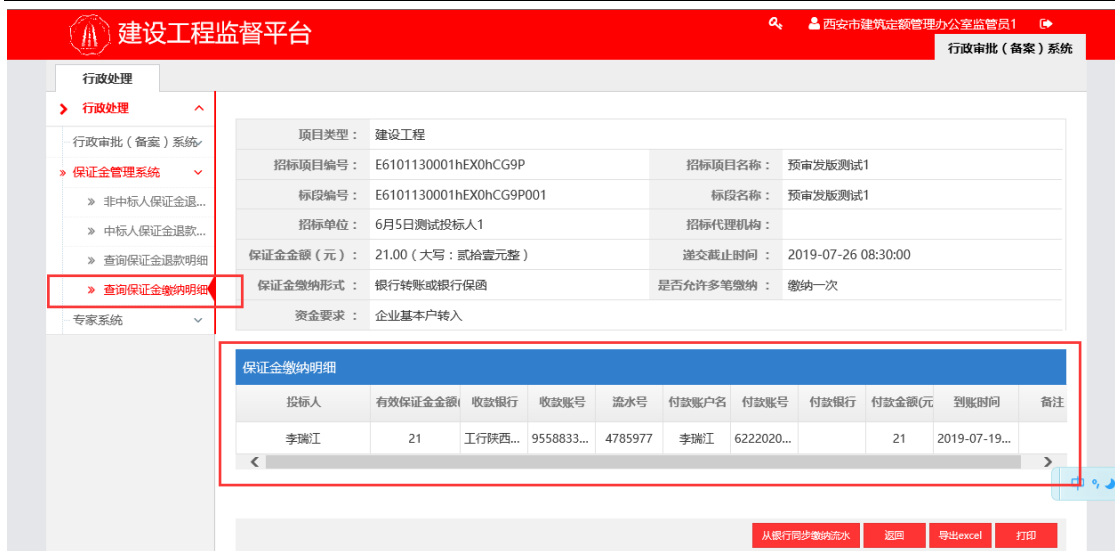 建设工程监督平台
西安市建筑定额管理办公室监管员1
行政审批（备案）系统
行政处理
行政处理
行政审批（备案）系统
保证金管理系统
非中标人保证金退...
中标人保证金退款...
查询保证金退款明细
查询保证金缴纳明细
专家系统
项目类型： 建设工程
招标项目编号： E6101130001hEX0hCG9P 招标项目名称： 预审发版测试1
标段编号： E6101130001hEX0hCG9P001 标段名称： 预审发版测试1
招标单位： 6月5日测试投标人1 招标代理机构：
保证金金额（元）： 21.00（大写：贰拾壹元整） 递交截止时间： 2019-07-26 08:30:00
保证金缴纳形式： 银行转账或银行保函 是否允许多笔缴纳： 缴纳一次
资金要求： 企业基本户转入
保证金缴纳明细
投标人 有效保证金金额( 收款银行 收款账号 流水号 付款账户名 付款账号 付款银行 付款金额(元 到账时间 备注
李瑞江 21 工行陕西... 9558833... 4785977 李瑞江 6222020... 21 2019-07-19...
中
从银行同步缴纳流水 返回 导出excel 打印